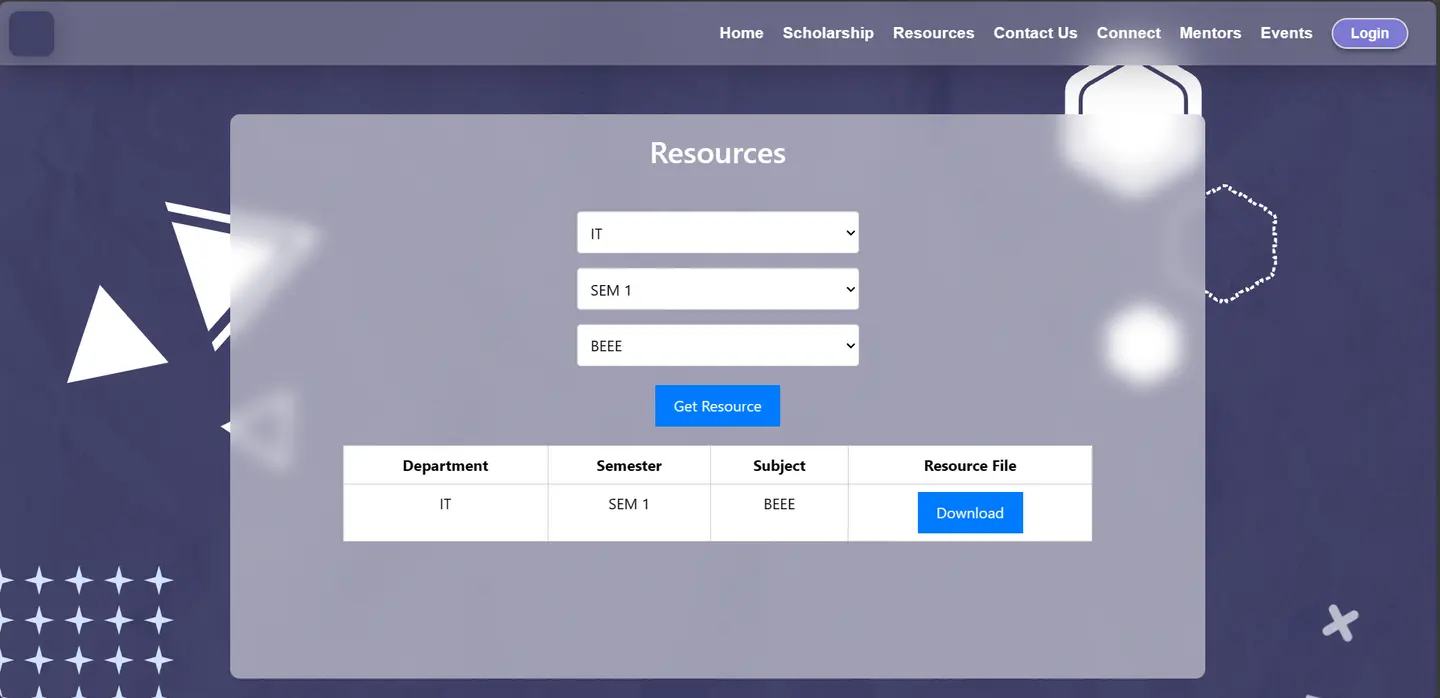 Home Scholarship Resources Contact Us Connect Mentors Events Login
Resources
IT
SEM 1
BEEE
Get Resource
Department Semester Subject Resource File
IT SEM 1 BEEE Download